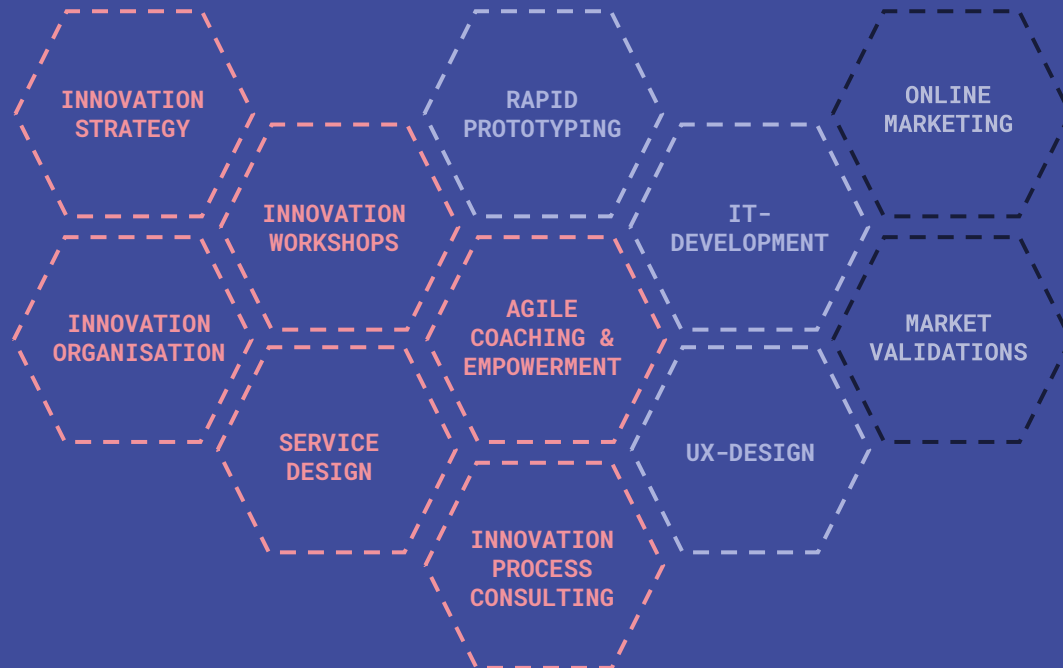 INNOVATION
STRATEGY
RAPID
PROTOTYPING
ONLINE
MARKETING
INNOVATION
WORKSHOPS
IT-
DEVELOPMENT
INNOVATION
ORGANISATION
AGILE
COACHING &
EMPOWERMENT
MARKET
VALIDATIONS
SERVICE
DESIGN
UX-DESIGN
INNOVATION
PROCESS
CONSULTING